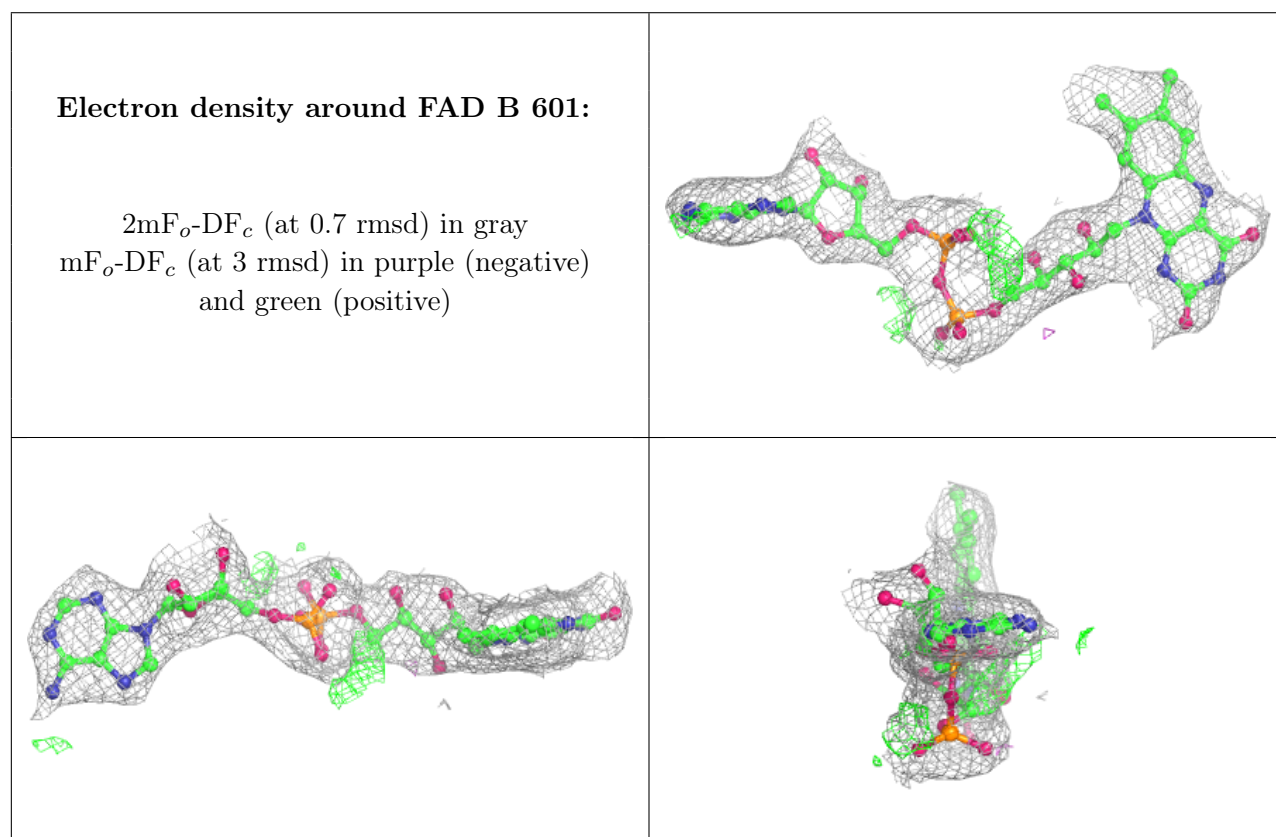 Electron density around FAD B 601:
2mFₒ-DF𝑐 (at 0.7 rmsd) in gray
mFₒ-DF𝑐 (at 3 rmsd) in purple (negative)
and green (positive)